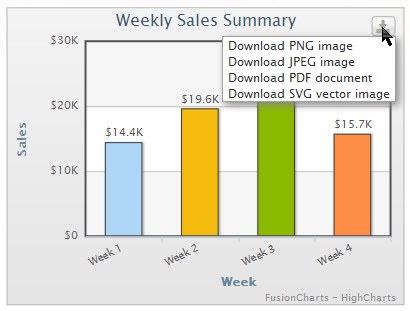 Weekly Sales Summary
Download PNG image
Download JPEG image
Download PDF document
Download SVG vector image
$30K
$20K
$10K
$0
Sales
$14.4K
$19.6K
$15.7K
Week 1
Week 2
Week 3
Week 4
Week
FusionCharts - HighCharts